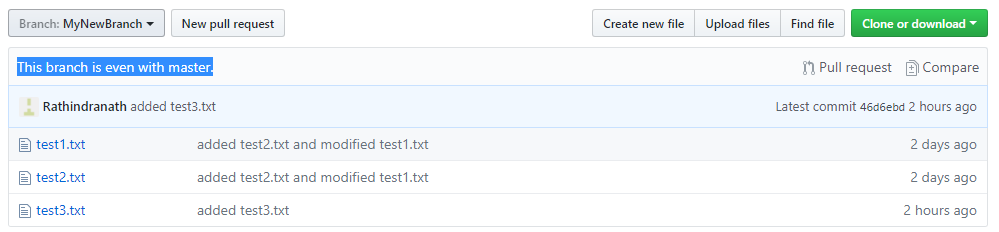 Branch: MyNewBranch New pull request Create new file Upload files Find file Clone or download
This branch is even with master. Pull request Compare
Rathindranath added test3.txt Latest commit 46d6ebd 2 hours ago
test1.txt added test2.txt and modified test1.txt 2 days ago
test2.txt added test2.txt and modified test1.txt 2 days ago
test3.txt added test3.txt 2 hours ago